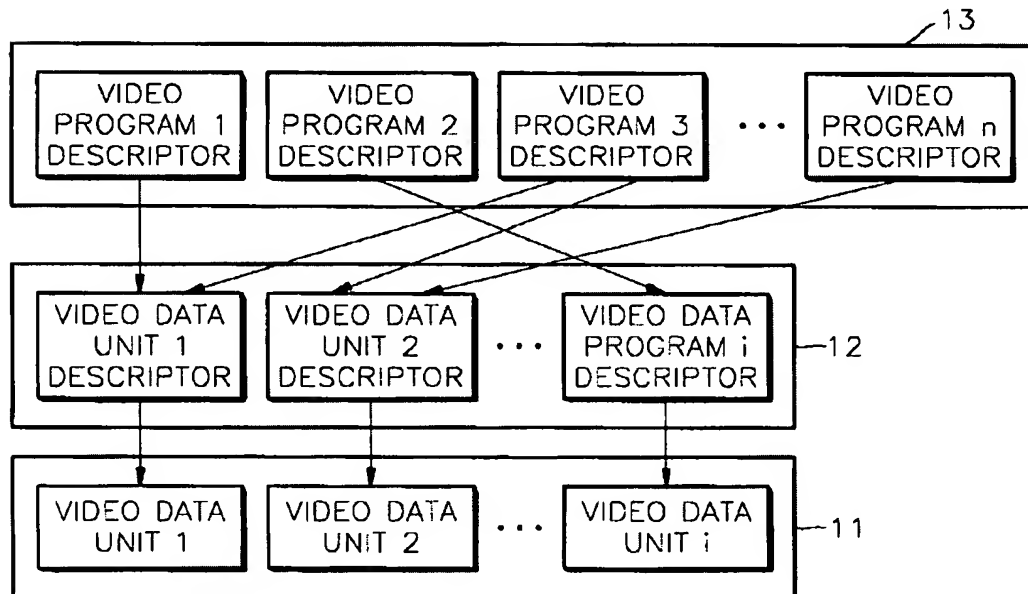 13
VIDEO
PROGRAM 1
DESCRIPTOR
VIDEO
PROGRAM 2
DESCRIPTOR
VIDEO
PROGRAM 3
DESCRIPTOR
...
VIDEO
PROGRAM n
DESCRIPTOR
VIDEO DATA
UNIT 1
DESCRIPTOR
VIDEO DATA
UNIT 2
DESCRIPTOR
...
VIDEO DATA
PROGRAM i
DESCRIPTOR
12
VIDEO DATA
UNIT 1
VIDEO DATA
UNIT 2
...
VIDEO DATA
UNIT i
11